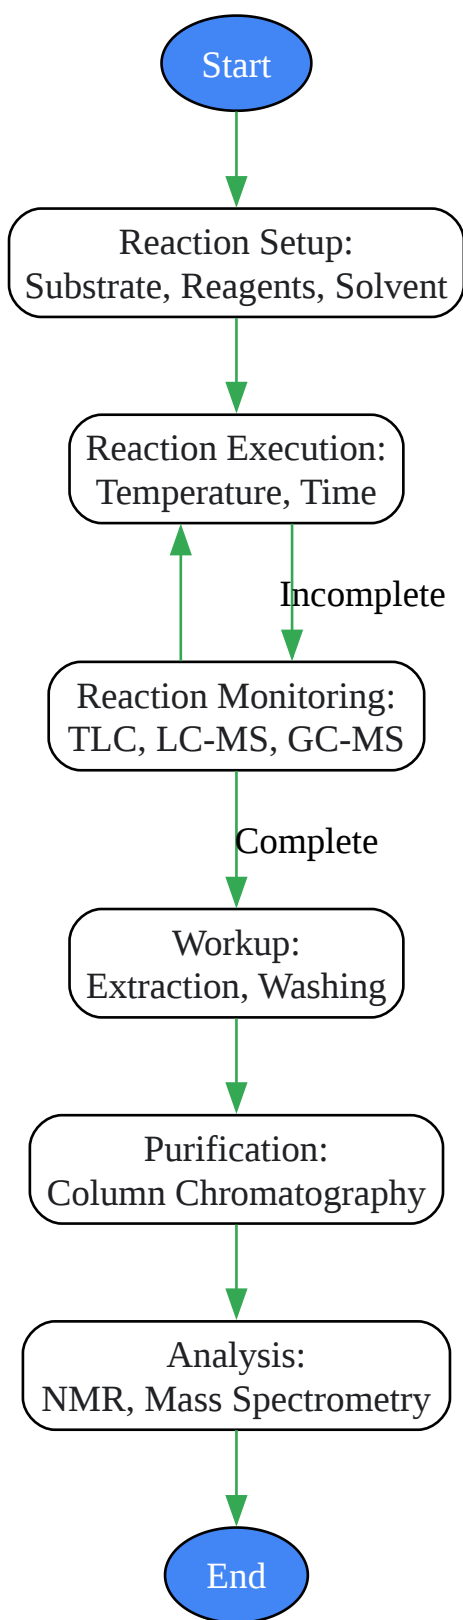 Start
Reaction Setup:
Substrate, Reagents, Solvent
Reaction Execution:
Temperature, Time
Incomplete
Reaction Monitoring:
TLC, LC-MS, GC-MS
Complete
Workup:
Extraction, Washing
Purification:
Column Chromatography
Analysis:
NMR, Mass Spectrometry
End